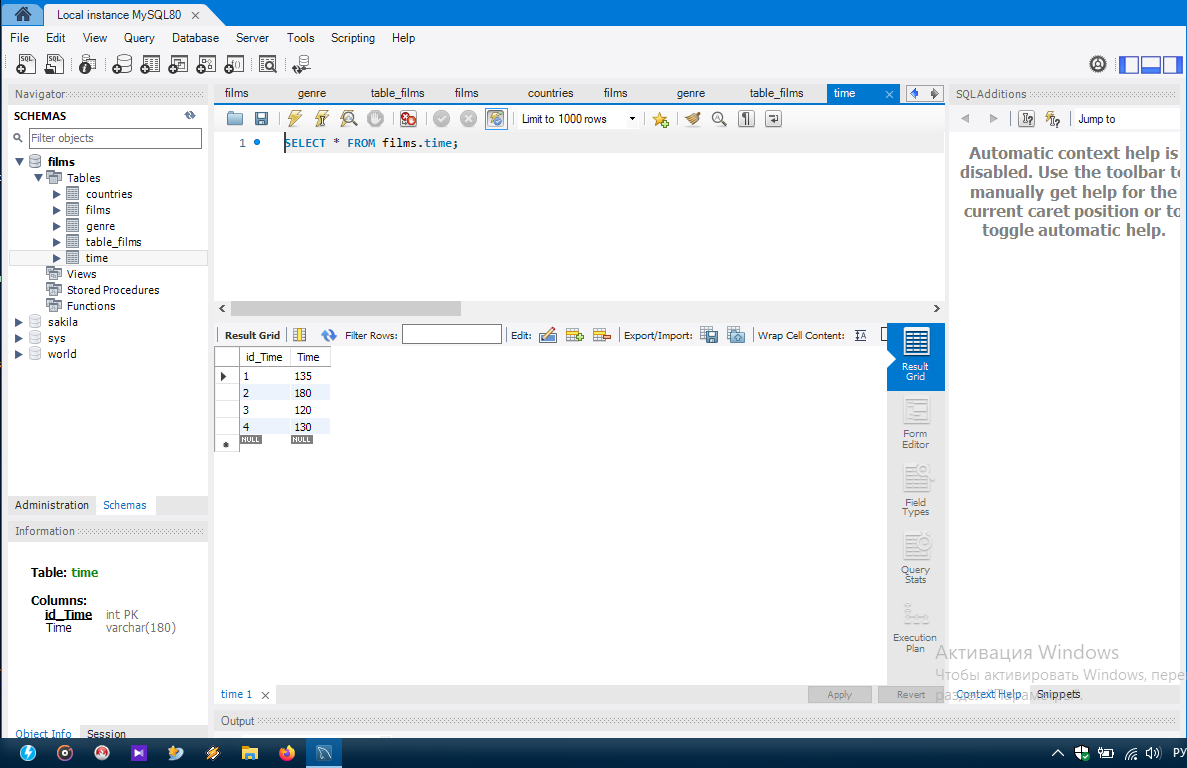 Local instance MySQL80
File Edit View Query Database Server Tools Scripting Help
Navigator
SCHEMAS
Filter objects
films
Tables
countries
films
genre
table_films
time
Views
Stored Procedures
Functions
sakila
sys
world
Administration Schemas
Information
Table: time
Columns:
id_Time int PK
Time varchar(180)
Object Info Session
films genre table_films films countries films genre table_films time
Limit to 1000 rows
1 SELECT * FROM films.time;
Result Grid Filter Rows: Edit: Export/Import: Wrap Cell Content:
id_Time Time
1 135
2 180
3 120
4 130
NULL NULL
Result
Grid
Form
Editor
Field
Types
Query
Stats
Execution
Plan
time 1
Apply Revert
Output
SQLAdditions
Jump to
Automatic context help is
disabled. Use the toolbar to
manually get help for the
current caret position or to
toggle automatic help.
Context Help Snippets
Активация Windows
Чтобы активировать Windows, пере
раздел
РУ